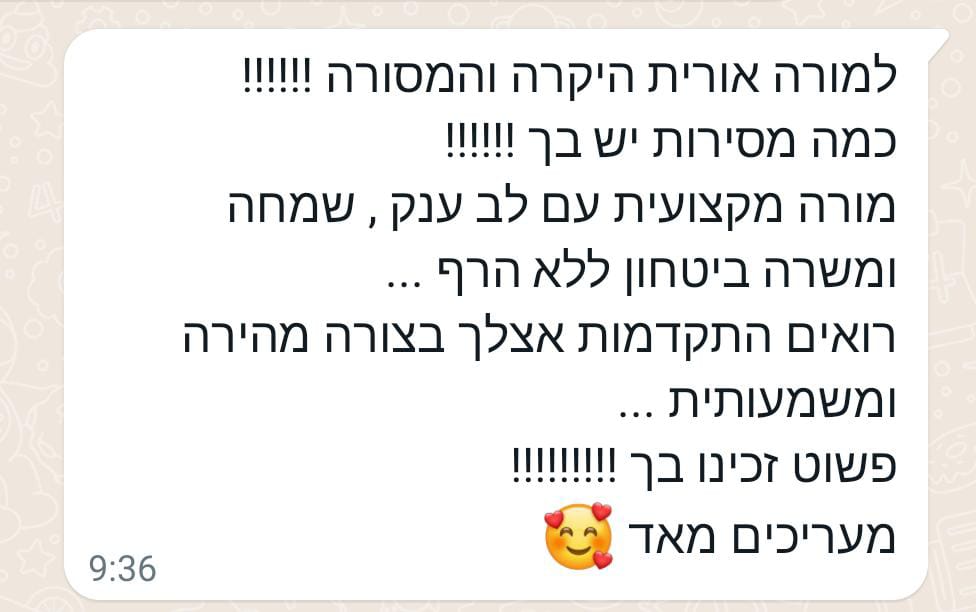 למורה אורית היקרה והמסורה !!!!!!
כמה מסירות יש בך !!!!!!
מורה מקצועית עם לב ענק , שמחה
ומשרה ביטחון ללא הרף ...
רואים התקדמות אצלך בצורה מהירה
ומשמעותית ...
פשוט זכינו בך !!!!!!!!!
מעריכים מאד 🥰
9:36